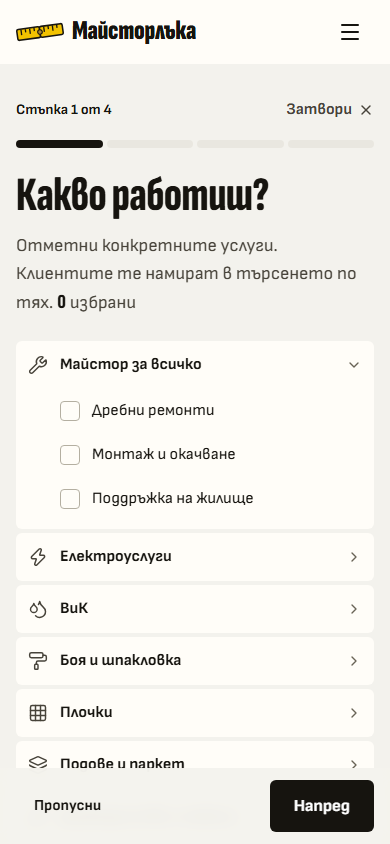 Майсторлъка
Стъпка 1 от 4
Затвори
Какво работиш?
Отметни конкретните услуги.
Клиентите те намират в търсенето по
тях. 0 избрани
Майстор за всичко
Дребни ремонти
Монтаж и окачване
Поддръжка на жилище
Електроуслуги
ВиК
Боя и шпакловка
Плочки
Подове и паркет
Пропусни
Напред